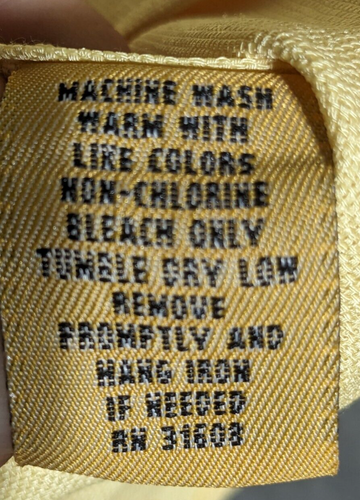 MACHINE WASH
WARM WITH
LIKE COLORS
NON-CHLORINE
BLEACH ONLY
TUMBLE DRY LOW
REMOVE
PROMPTLY AND
HANG IRON
IF NEEDED
RN 31603